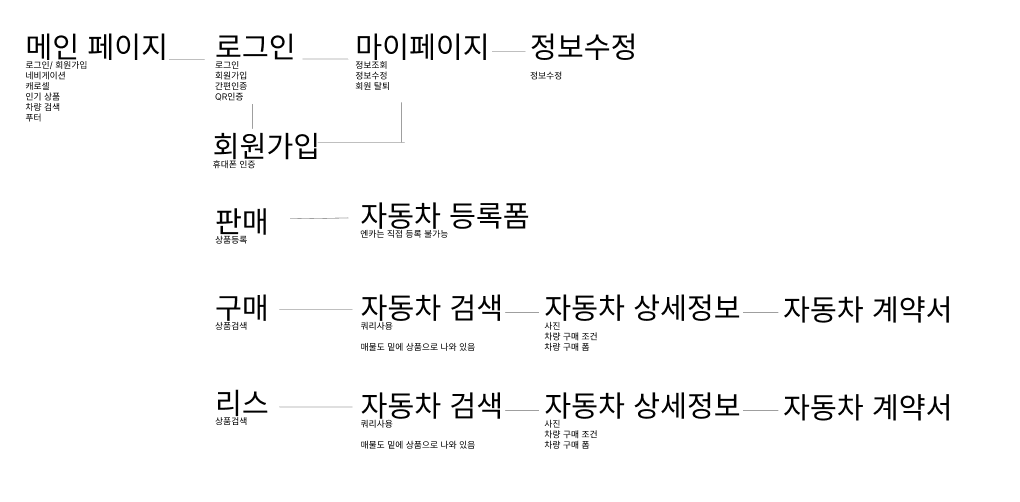 메인 페이지
로그인/ 회원가입
네비게이션
캐로셀
인기 상품
차량 검색
푸터
로그인
로그인
회원가입
간편인증
QR인증
마이페이지
정보조회
정보수정
회원 탈퇴
정보수정
정보수정
회원가입
휴대폰 인증
판매
상품등록
자동차 등록폼
엔카는 직접 등록 불가능
구매
상품검색
자동차 검색
쿼리사용
매물도 밑에 상품으로 나와 있음
자동차 상세정보
사진
차량 구매 조건
차량 구매 폼
자동차 계약서
리스
상품검색
자동차 검색
쿼리사용
매물도 밑에 상품으로 나와 있음
자동차 상세정보
사진
차량 구매 조건
차량 구매 폼
자동차 계약서